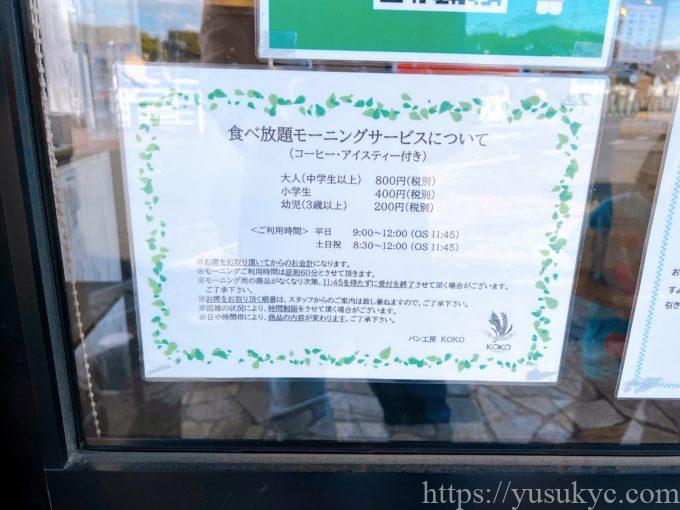 食べ放題モーニングサービスについて
(コーヒー・アイスティー付き)
大人(中学生以上) 800円(税別)
小学生 400円(税別)
幼児(3歳以上) 200円(税別)
<ご利用時間> 平日 9:00~12:00 (OS 11:45)
土日祝 8:30~12:00 (OS 11:45)
※お席をお取り頂いてからのお会計になります。
※モーニングご利用時間は原則60分とさせて頂きます。
※モーニング用の商品がなくなり次第、11:45を待たずに受付を終了させて頂く場合がございます。
ご了承下さい。
※お席をお取り頂く順番は、スタッフからのご案内は致し兼ねますので、ご了承下さい。
※混雑の状況により、時間制限をさせて頂く場合がございます。
※日や時間帯により、商品の内容が変わります。ご了承下さい。
パン工房 KOKO
KOKO
https://yusukyc.com